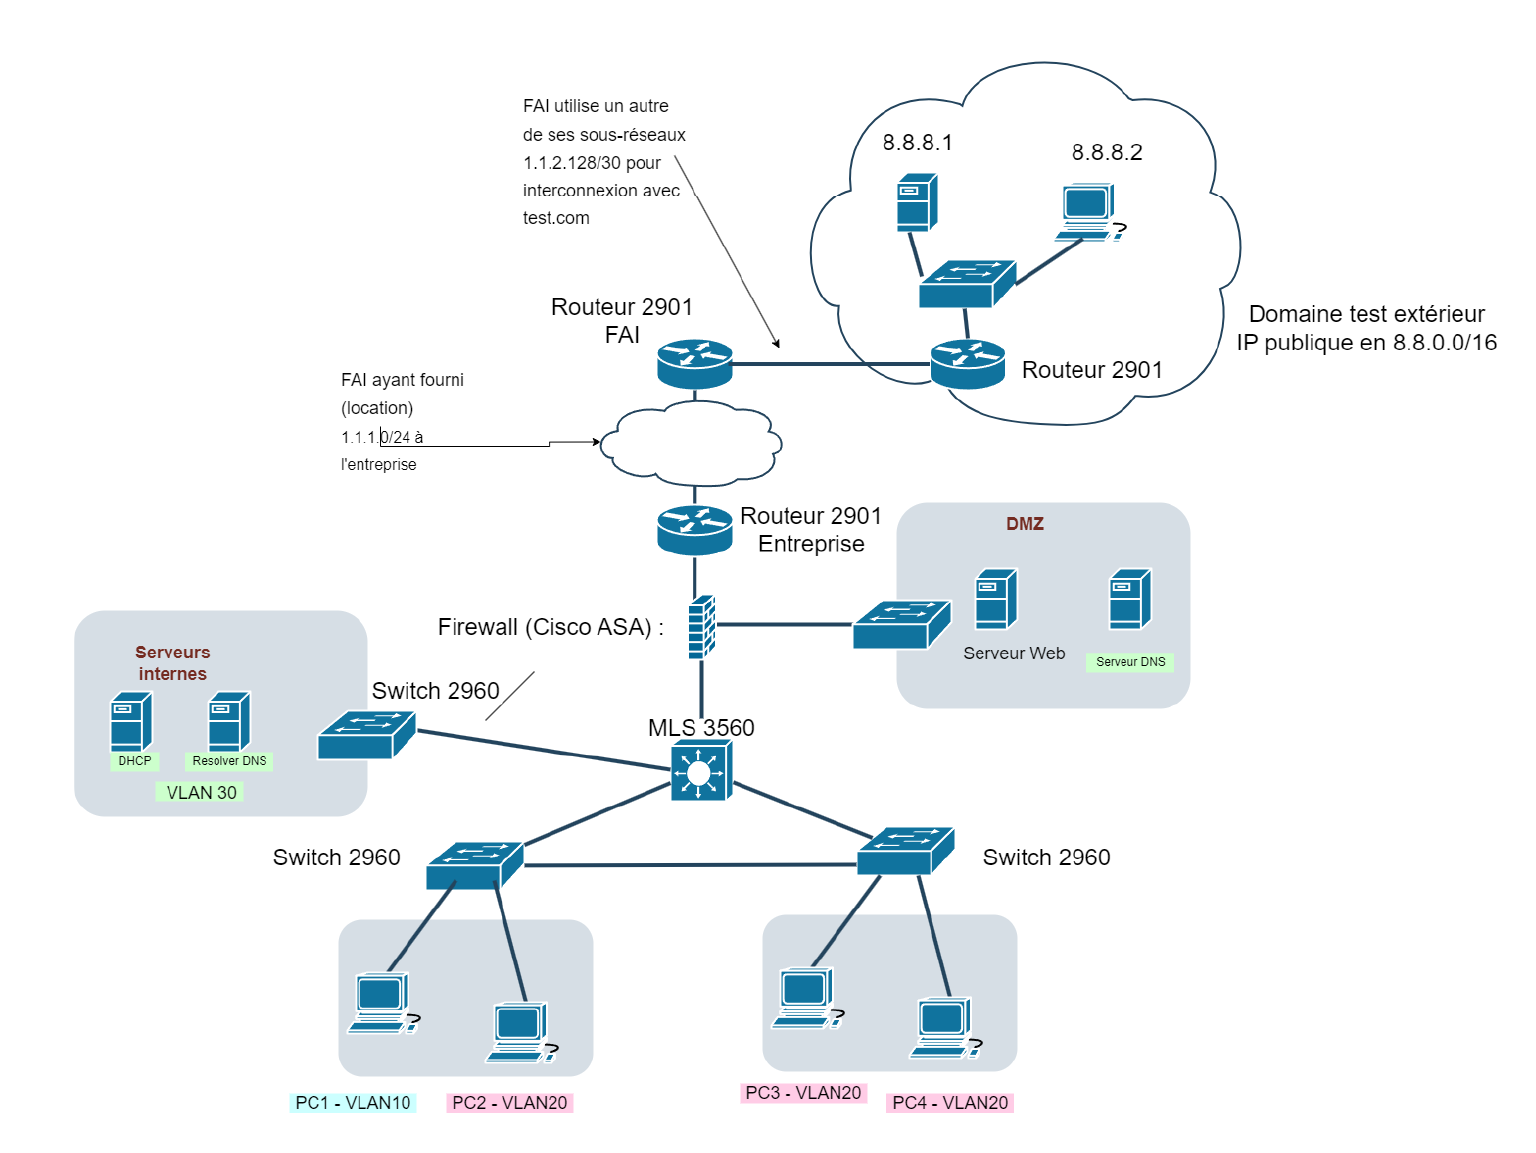 FAI utilise un autre
de ses sous-réseaux
1.1.2.128/30 pour
interconnexion avec
test.com
8.8.8.1
8.8.8.2
Domaine test extérieur
IP publique en 8.8.0.0/16
Routeur 2901
FAI
Routeur 2901
FAI ayant fourni
(location)
1.1.1.0/24 à
l'entreprise
Routeur 2901
Entreprise
DMZ
Serveur Web
Serveur DNS
Firewall (Cisco ASA) :
Serveurs
internes
DHCP
Resolver DNS
VLAN 30
Switch 2960
MLS 3560
Switch 2960
Switch 2960
PC1 - VLAN10
PC2 - VLAN20
PC3 - VLAN20
PC4 - VLAN20